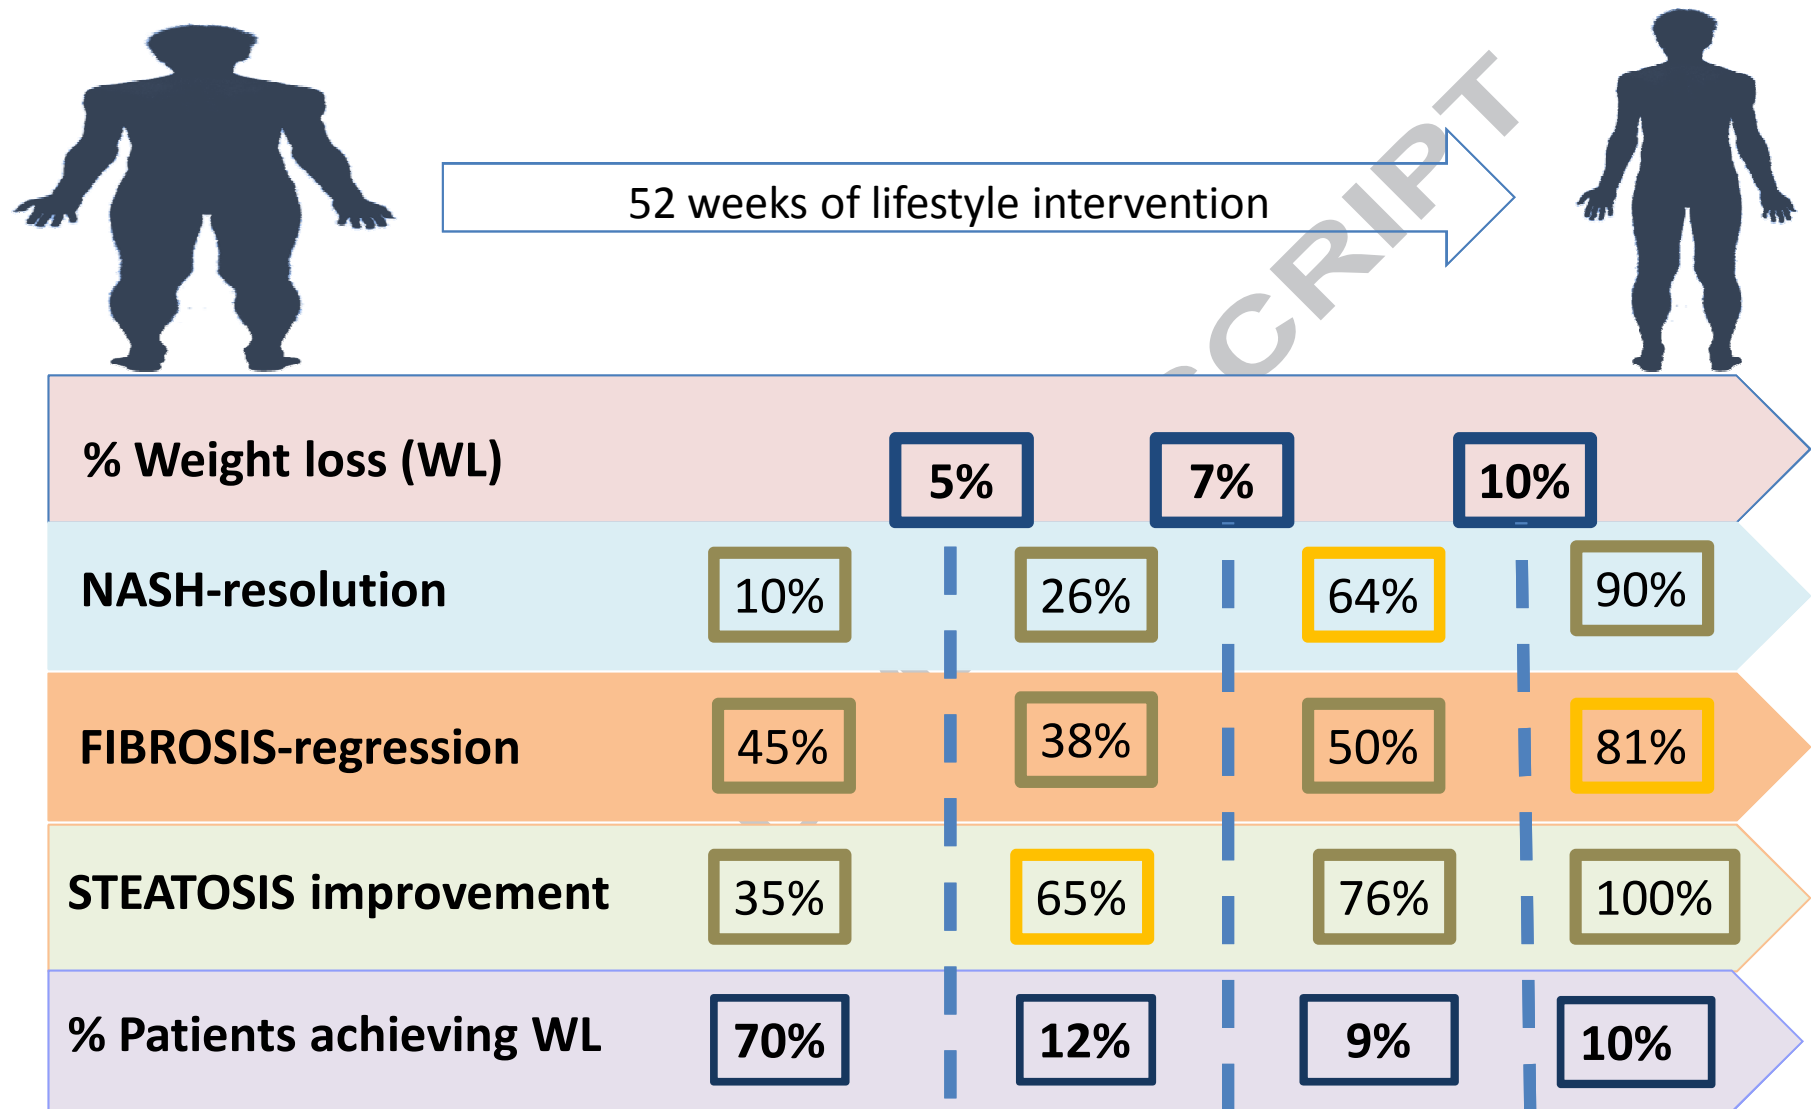 52 weeks of lifestyle intervention
SCRIPT
% Weight loss (WL) 5% 7% 10%
NASH-resolution 10% 26% 64% 90%
FIBROSIS-regression 45% 38% 50% 81%
STEATOSIS improvement 35% 65% 76% 100%
% Patients achieving WL 70% 12% 9% 10%